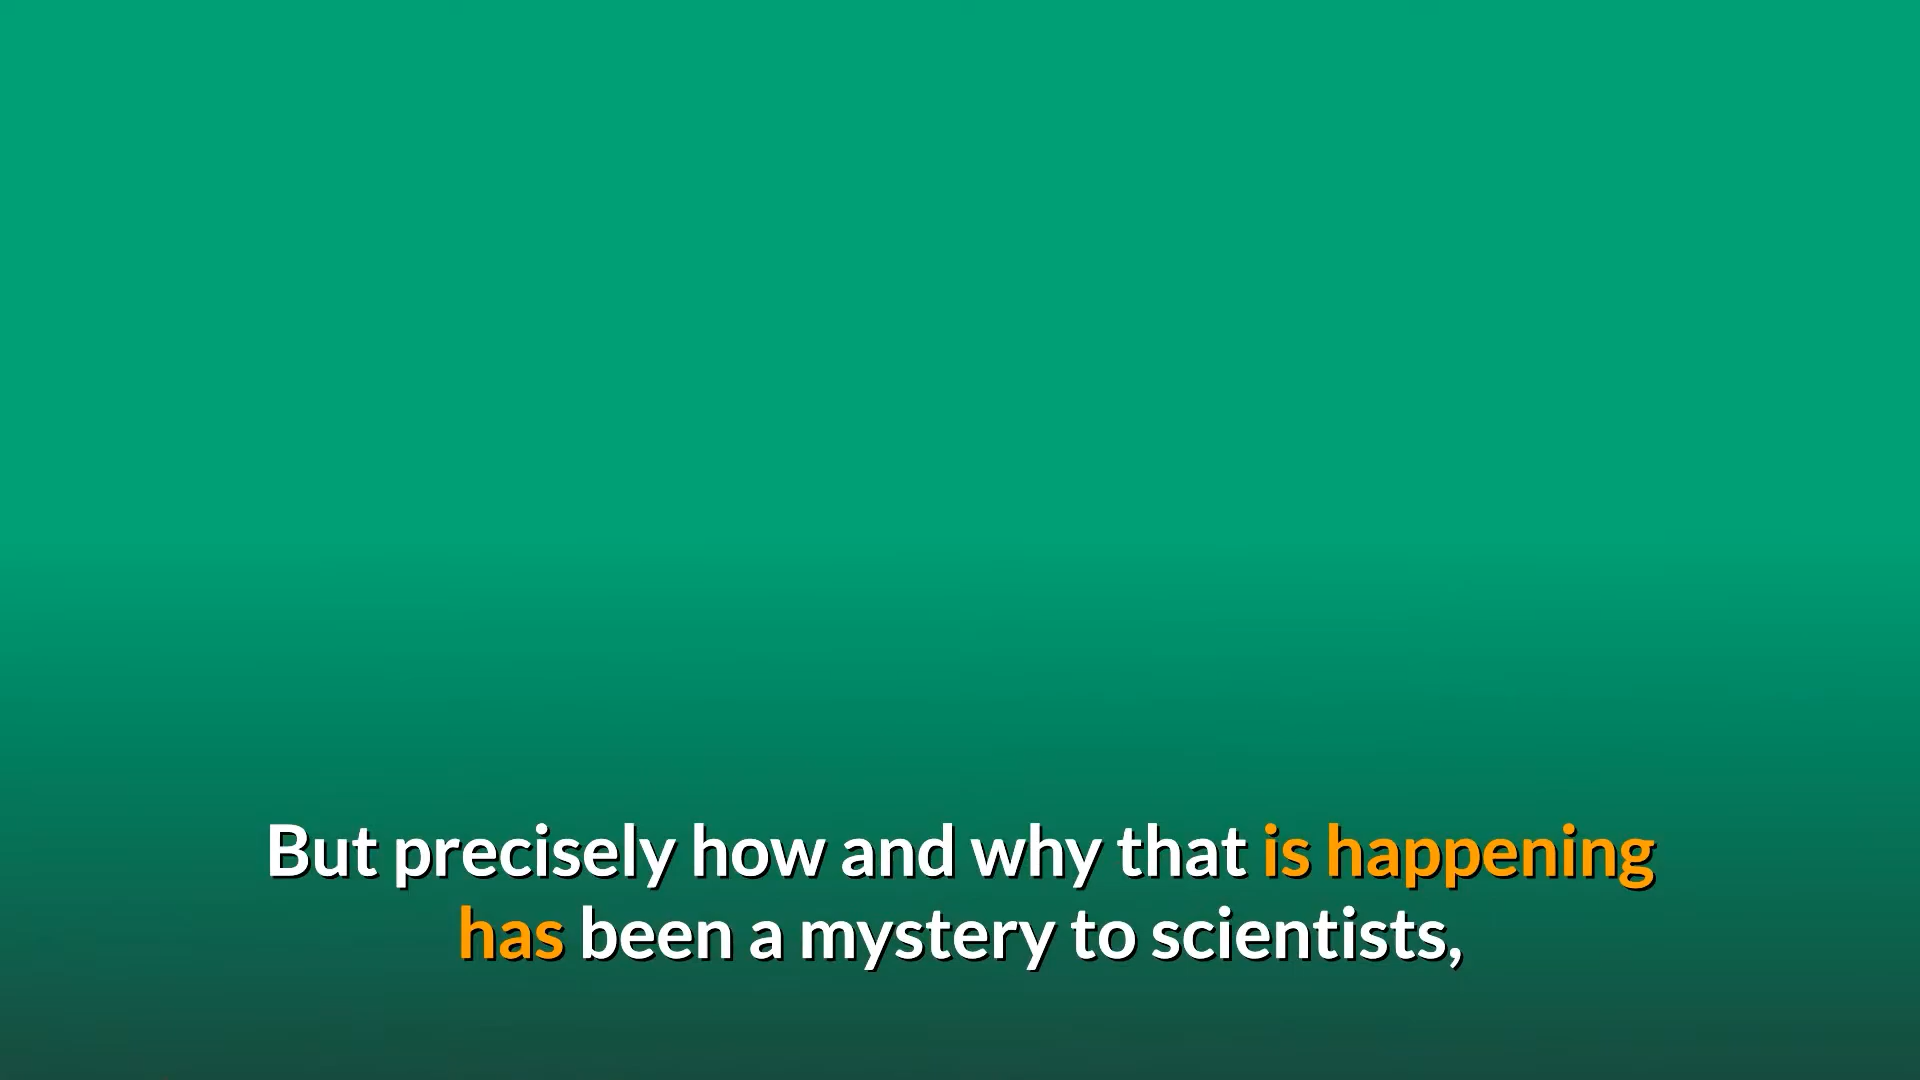 But precisely how and why that is happening
has been a mystery to scientists,